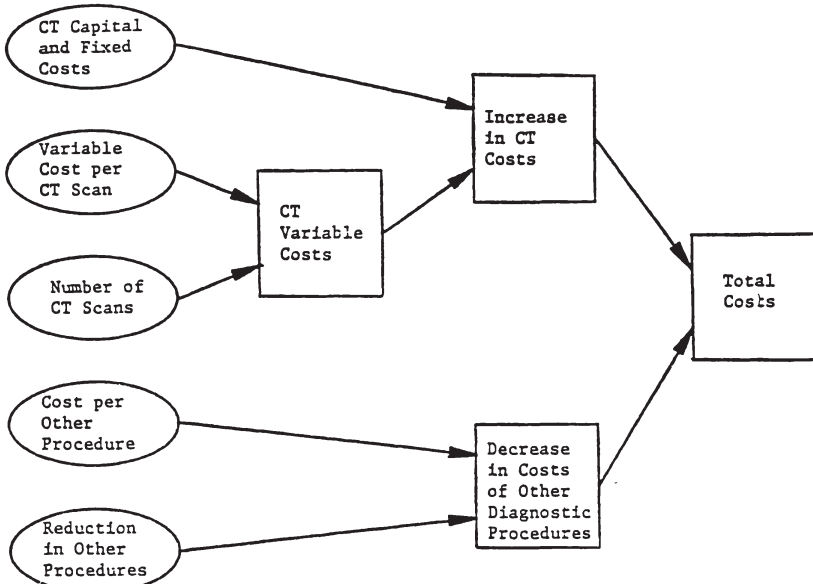 CT Capital
and Fixed
Costs
Variable
Cost per
CT Scan
Number of
CT Scans
Cost per
Other
Procedure
Reduction
in Other
Procedures
CT
Variable
Costs
Increase
in CT
Costs
Decrease
in Costs
of Other
Diagnostic
Procedures
Total
Costs